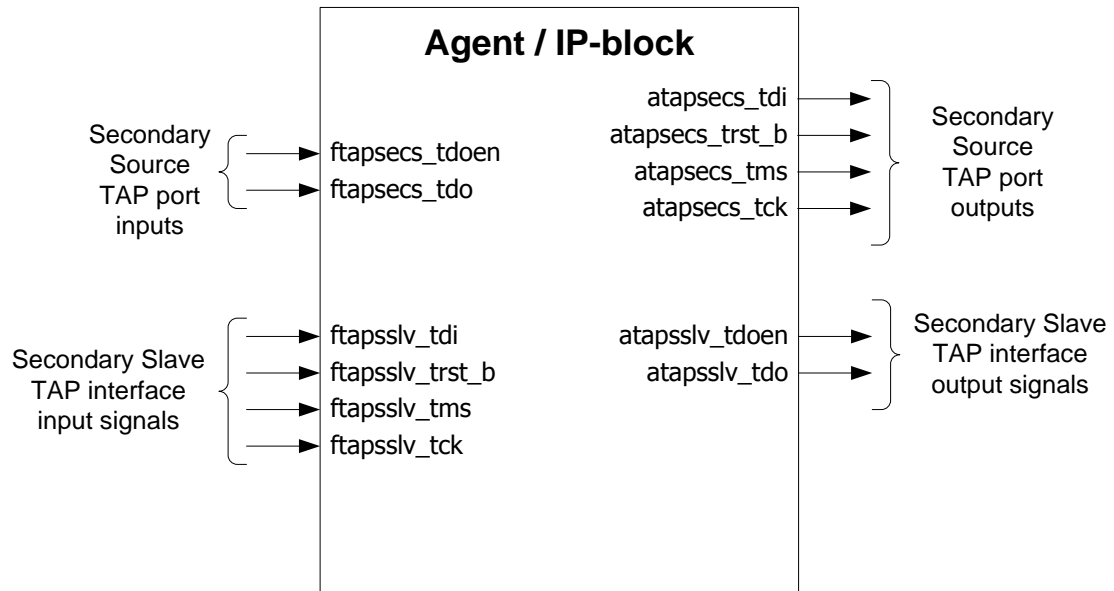 Agent / IP-block
Secondary
Source
TAP port
inputs
ftapsecs_tdoen
ftapsecs_tdo
atapsecs_tdi
atapsecs_trst_b
atapsecs_tms
atapsecs_tck
Secondary
Source
TAP port
outputs
Secondary Slave
TAP interface
input signals
ftapsslv_tdi
ftapsslv_trst_b
ftapsslv_tms
ftapsslv_tck
atapsslv_tdoen
atapsslv_tdo
Secondary Slave
TAP interface
output signals